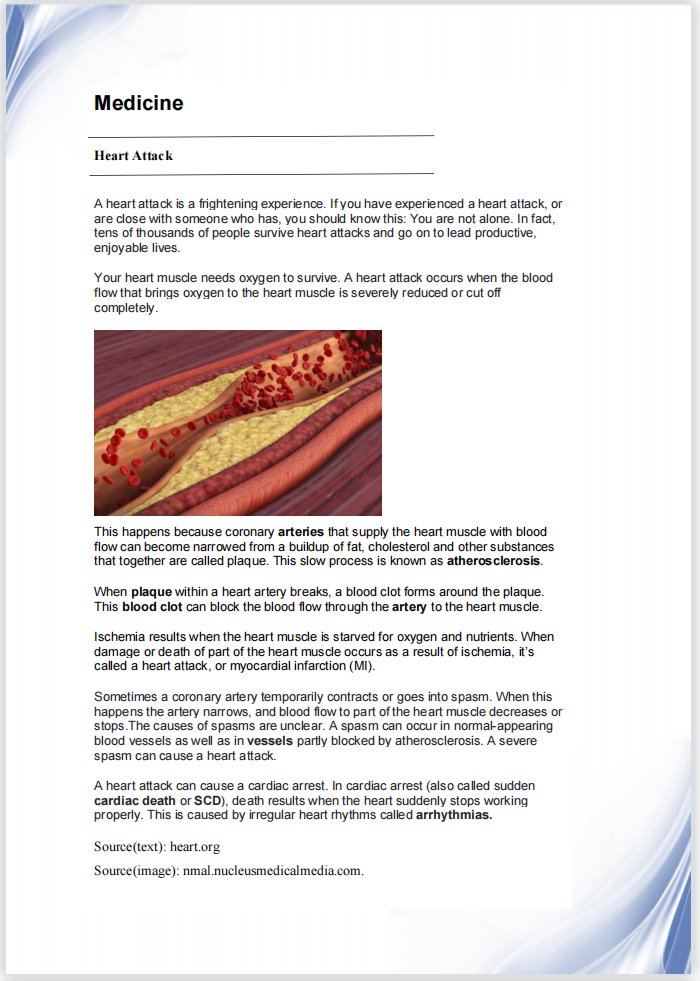 Medicine
Heart Attack
A heart attack is a frightening experience. If you have experienced a heart attack, or
are close with someone who has, you should know this: You are not alone. In fact,
tens of thousands of people survive heart attacks and go on to lead productive,
enjoyable lives.
Your heart muscle needs oxygen to survive. A heart attack occurs when the blood
flow that brings oxygen to the heart muscle is severely reduced or cut off
completely.
This happens because coronary arteries that supply the heart muscle with blood
flow can become narrowed from a buildup of fat, cholesterol and other substances
that together are called plaque. This slow process is known as atherosclerosis.
When plaque within a heart artery breaks, a blood clot forms around the plaque.
This blood clot can block the blood flow through the artery to the heart muscle.
Ischemia results when the heart muscle is starved for oxygen and nutrients. When
damage or death of part of the heart muscle occurs as a result of ischemia, it’s
called a heart attack, or myocardial infarction (MI).
Sometimes a coronary artery temporarily contracts or goes into spasm. When this
happens the artery narrows, and blood flow to part of the heart muscle decreases or
stops.The causes of spasms are unclear. A spasm can occur in normal-appearing
blood vessels as well as in vessels partly blocked by atherosclerosis. A severe
spasm can cause a heart attack.
A heart attack can cause a cardiac arrest. In cardiac arrest (also called sudden
cardiac death or SCD), death results when the heart suddenly stops working
properly. This is caused by irregular heart rhythms called arrhythmias.
Source(text): heart.org
Source(image): nmal.nucleusmedicalmedia.com.